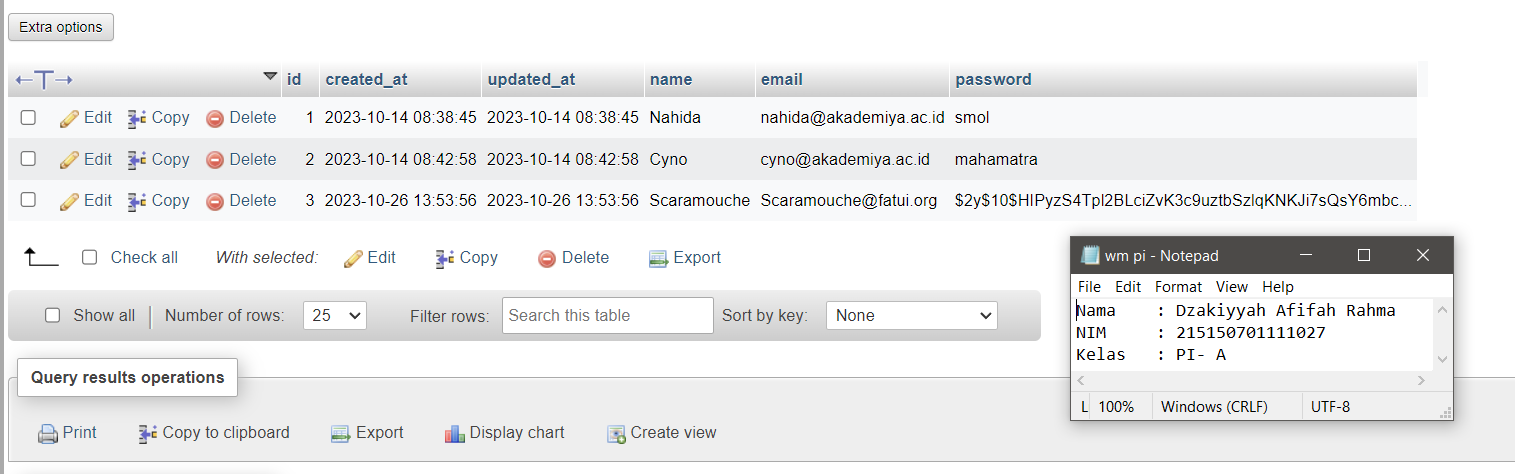 Extra options
id created_at updated_at name email password
Edit Copy Delete 1 2023-10-14 08:38:45 2023-10-14 08:38:45 Nahida nahida@akademiya.ac.id smol
Edit Copy Delete 2 2023-10-14 08:42:58 2023-10-14 08:42:58 Cyno cyno@akademiya.ac.id mahamatra
Edit Copy Delete 3 2023-10-26 13:53:56 2023-10-26 13:53:56 Scaramouche Scaramouche@fatui.org $2y$10$HIPyzS4Tpl2BLciZvK3c9uztbSzlqKNKJi7sQsY6mbc...
Check all With selected: Edit Copy Delete Export
Show all Number of rows: 25 Filter rows: Search this table Sort by key: None
Query results operations
Print Copy to clipboard Export Display chart Create view
wm pi - Notepad
File Edit Format View Help
Nama : Dzakiyyah Afifah Rahma
NIM : 215150701111027
Kelas : PI- A
L 100% Windows (CRLF) UTF-8